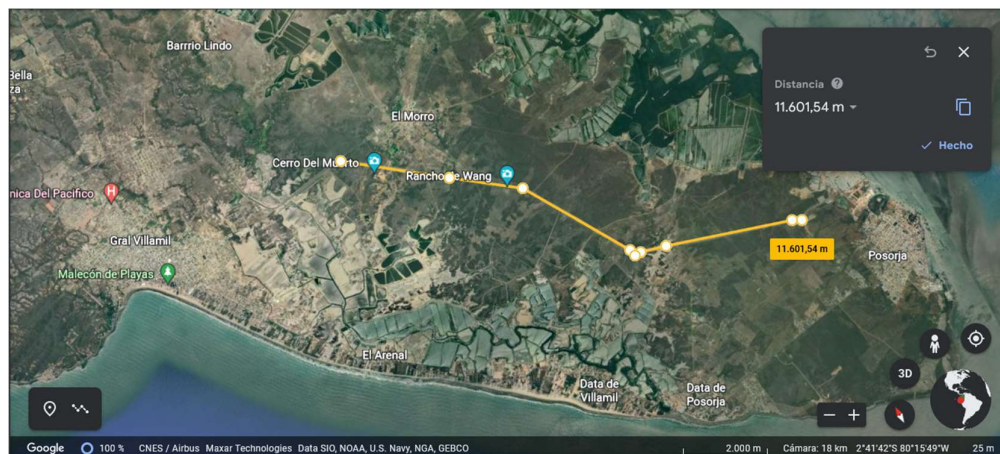 Barrrio Lindo
Bella
za
El Morro
Distancia ?
11.601,54 m
Hecho
Cerro Del Muerto
Rancho de Wang
nica Del Pacifico
H
Gral Villamil
11.601,54 m
Posorja
Malecón de Playas
El Arenal
Data de
Villamil
Data de
Posorja
3D
Google 100 % CNES / Airbus Maxar Technologies Data SIO, NOAA, U.S. Navy, NGA, GEBCO 2.000 m Cámara: 18 km 2°41'42"S 80°15'49"W 25 m